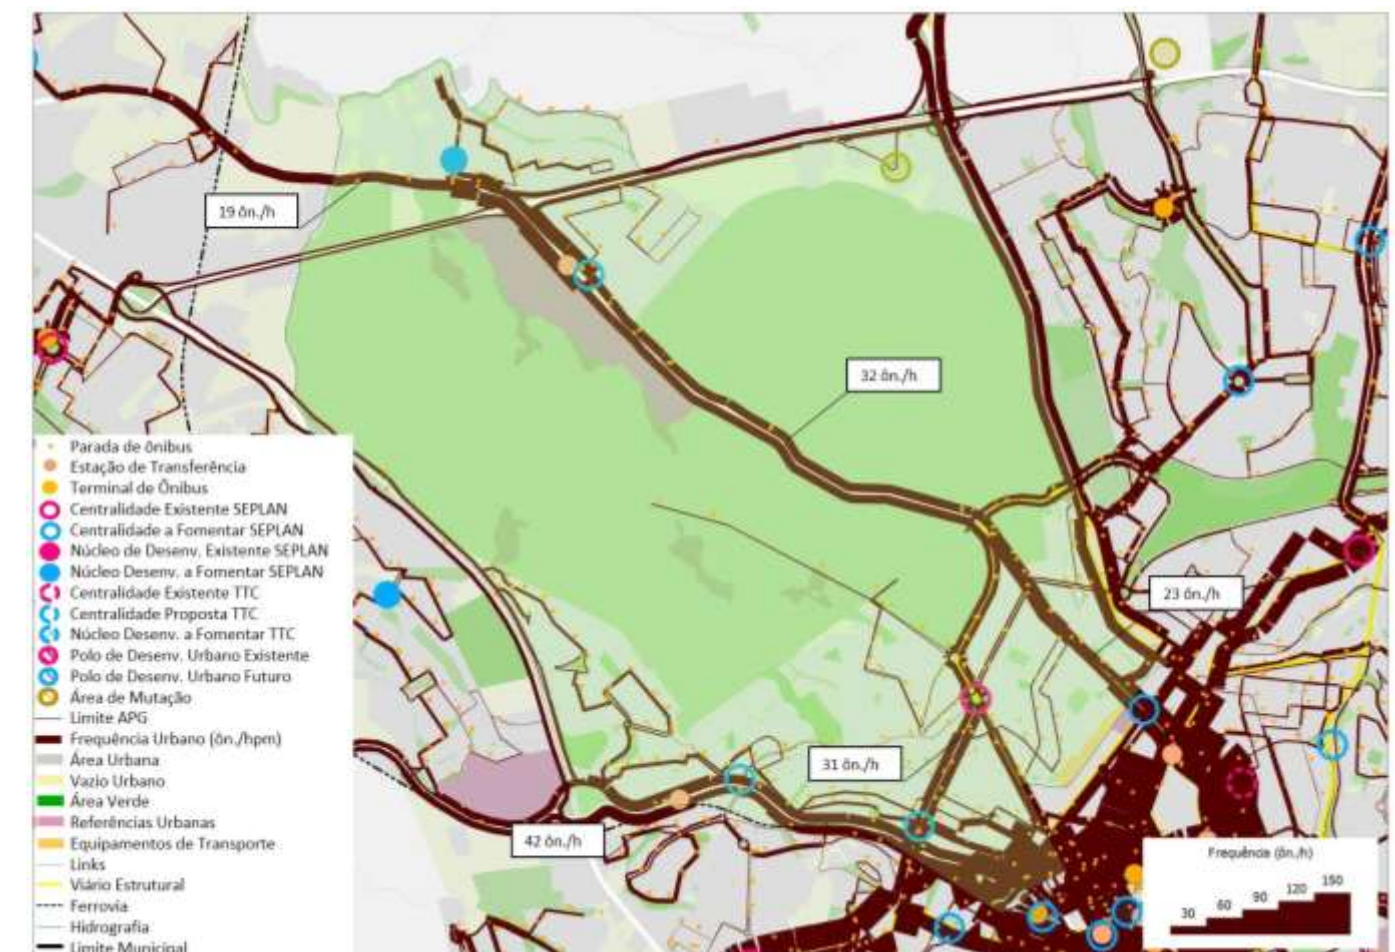 19 ôn./h
32 ôn./h
23 ôn./h
31 ôn./h
42 ôn./h
Parada de ônibus
Estação de Transferência
Terminal de Ônibus
Centralidade Existente SEPLAN
Centralidade a Fomentar SEPLAN
Núcleo de Desenv. Existente SEPLAN
Núcleo Desenv. a Fomentar SEPLAN
Centralidade Existente TTC
Centralidade Proposta TTC
Núcleo Desenv. a Fomentar TTC
Polo de Desenv. Urbano Existente
Polo de Desenv. Urbano Futuro
Área de Mutação
Limite APG
Frequência Urbano (ôn./hpm)
Área Urbana
Vazio Urbano
Área Verde
Referências Urbanas
Equipamentos de Transporte
Links
Viário Estrutural
Ferrovia
Hidrografia
Limite Municipal
Frequência (ôn./h)
30 60 90 120 150